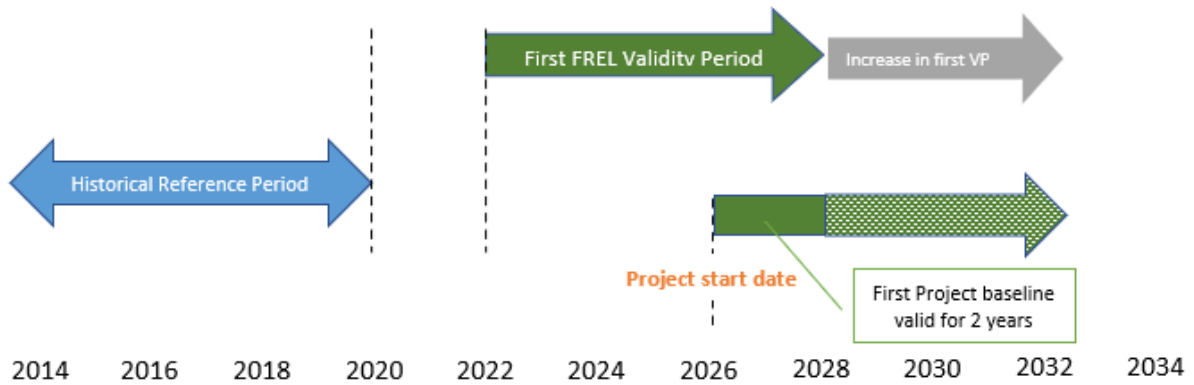 First FREL Validity Period
Increase in first VP
Historical Reference Period
Project start date
First Project baseline
valid for 2 years
2014 2016 2018 2020 2022 2024 2026 2028 2030 2032 2034